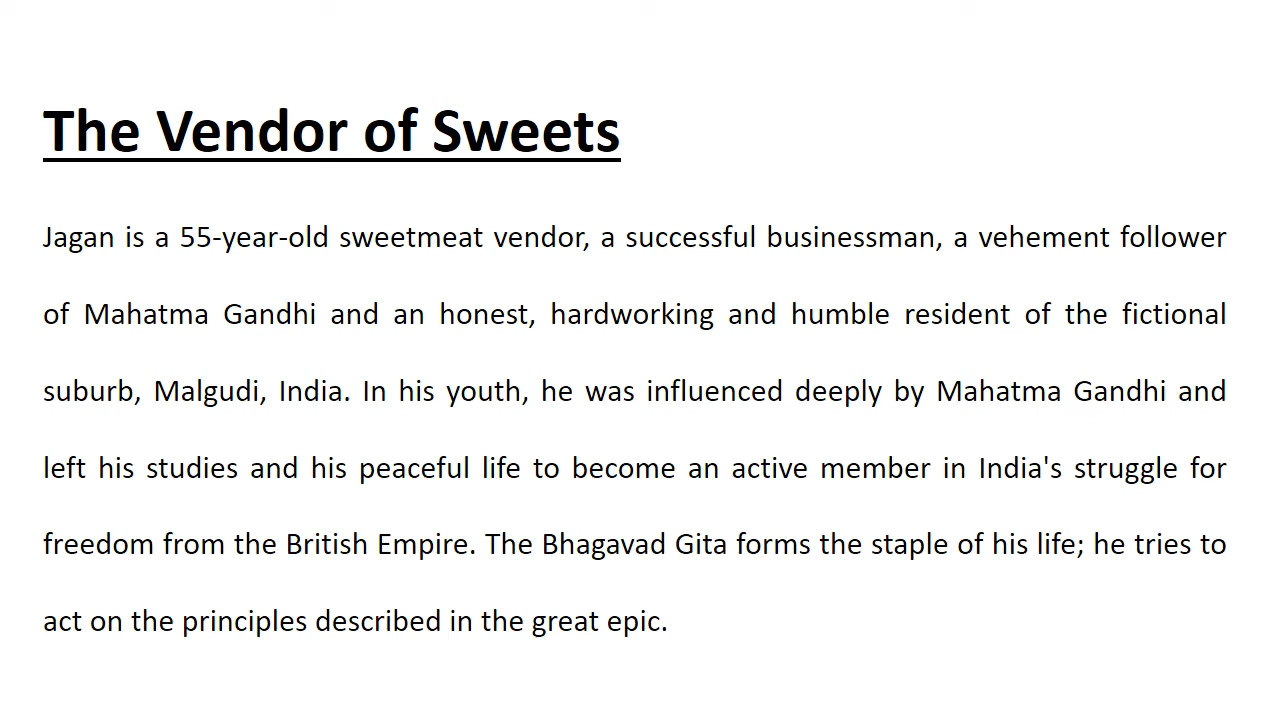 The Vendor of Sweets
Jagan is a 55-year-old sweetmeat vendor, a successful businessman, a vehement follower
of Mahatma Gandhi and an honest, hardworking and humble resident of the fictional
suburb, Malgudi, India. In his youth, he was influenced deeply by Mahatma Gandhi and
left his studies and his peaceful life to become an active member in India's struggle for
freedom from the British Empire. The Bhagavad Gita forms the staple of his life; he tries to
act on the principles described in the great epic.